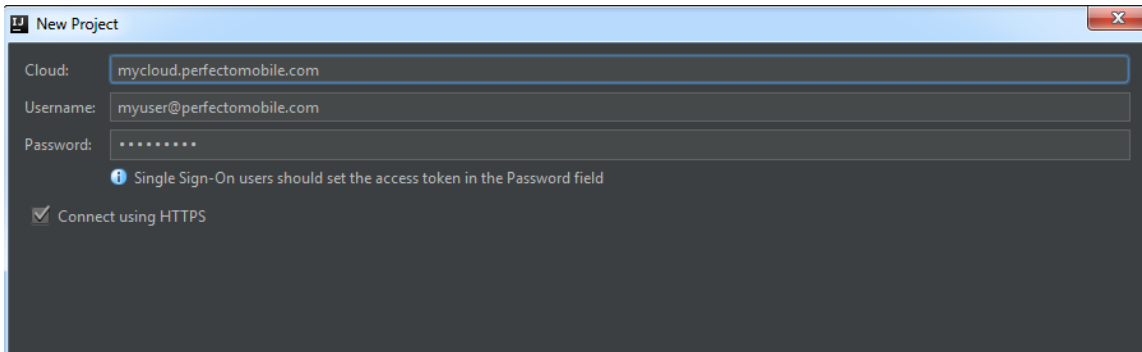 New Project
Cloud: mycloud.perfectomobile.com
Username: myuser@perfectomobile.com
Password: •••••••••
Single Sign-On users should set the access token in the Password field
Connect using HTTPS